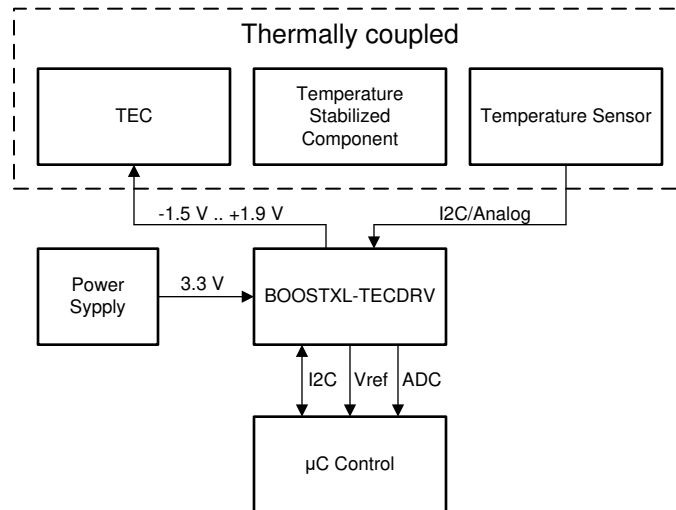 Thermally coupled
TEC
Temperature
Stabilized
Component
Temperature Sensor
-1.5 V .. +1.9 V
I2C/Analog
Power
Sypply
3.3 V
BOOSTXL-TECDRV
I2C
Vref
ADC
µC Control